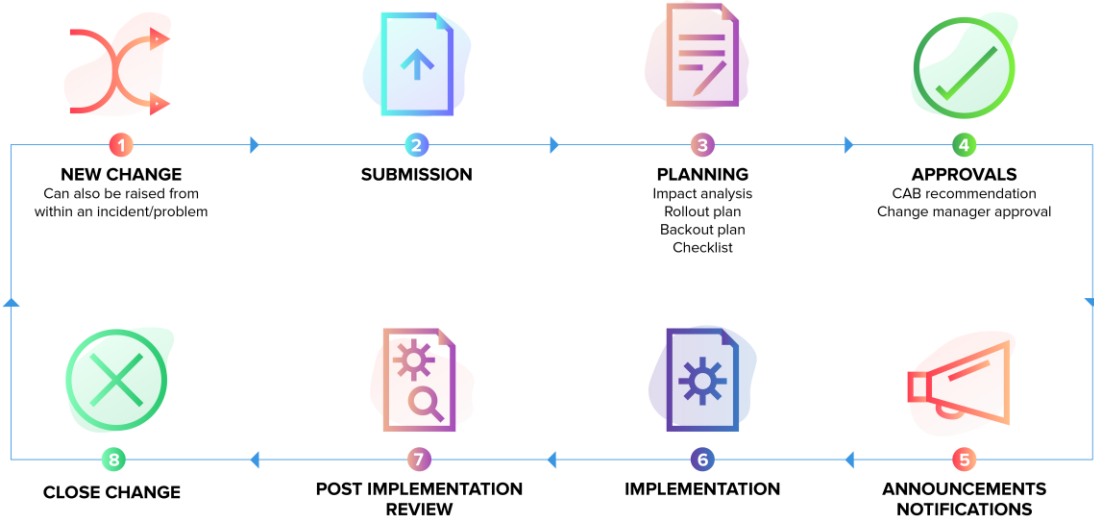 1
NEW CHANGE
Can also be raised from
within an incident/problem
2
SUBMISSION
3
PLANNING
Impact analysis
Rollout plan
Backout plan
Checklist
4
APPROVALS
CAB recommendation
Change manager approval
5
ANNOUNCEMENTS
NOTIFICATIONS
6
IMPLEMENTATION
7
POST IMPLEMENTATION
REVIEW
8
CLOSE CHANGE